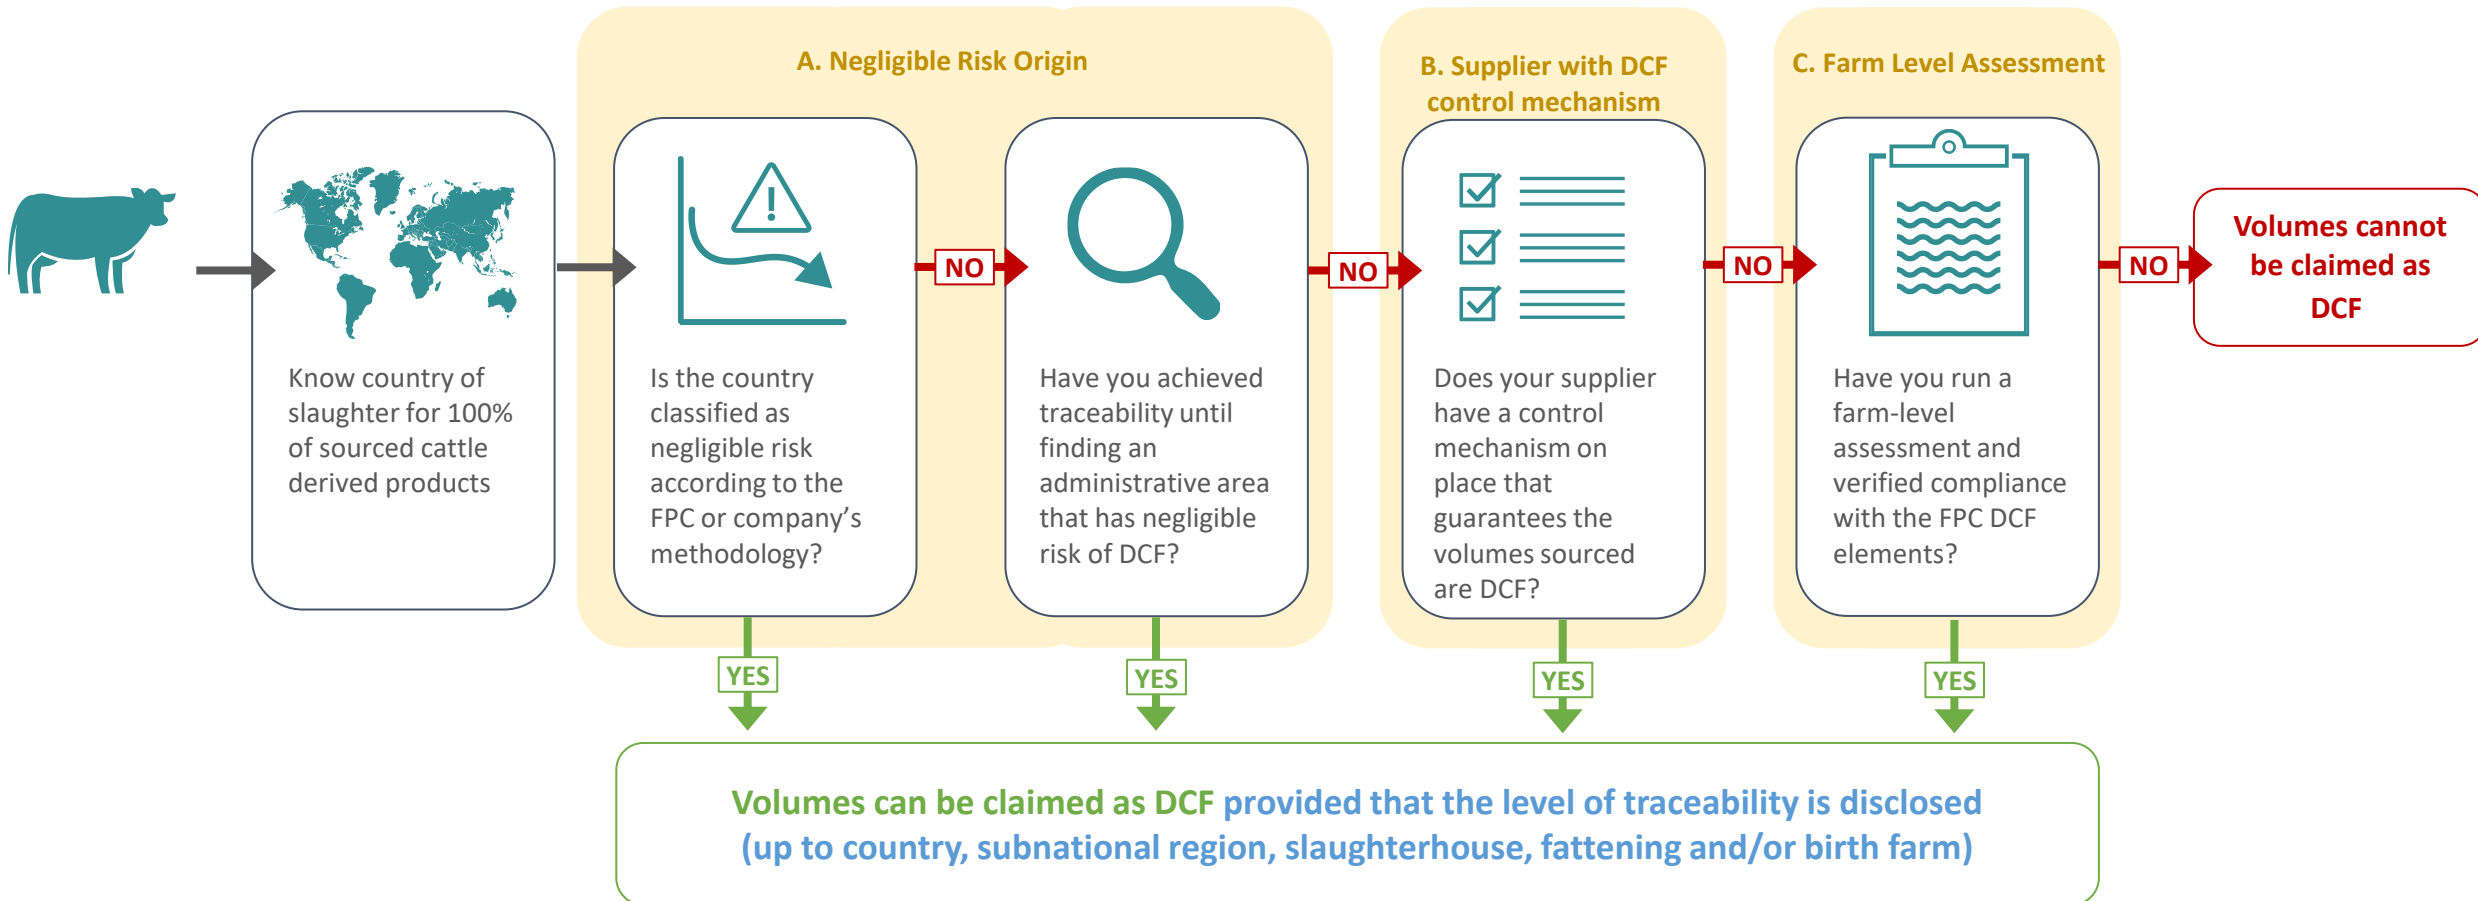 A. Negligible Risk Origin
B. Supplier with DCF
control mechanism
C. Farm Level Assessment
Know country of
slaughter for 100%
of sourced cattle
derived products
Is the country
classified as
negligible risk
according to the
FPC or company’s
methodology?
NO
Have you achieved
traceability until
finding an
administrative area
that has negligible
risk of DCF?
NO
Does your supplier
have a control
mechanism on
place that
guarantees the
volumes sourced
are DCF?
NO
Have you run a
farm-level
assessment and
verified compliance
with the FPC DCF
elements?
NO
Volumes cannot
be claimed as
DCF
YES
YES
YES
YES
Volumes can be claimed as DCF provided that the level of traceability is disclosed
(up to country, subnational region, slaughterhouse, fattening and/or birth farm)